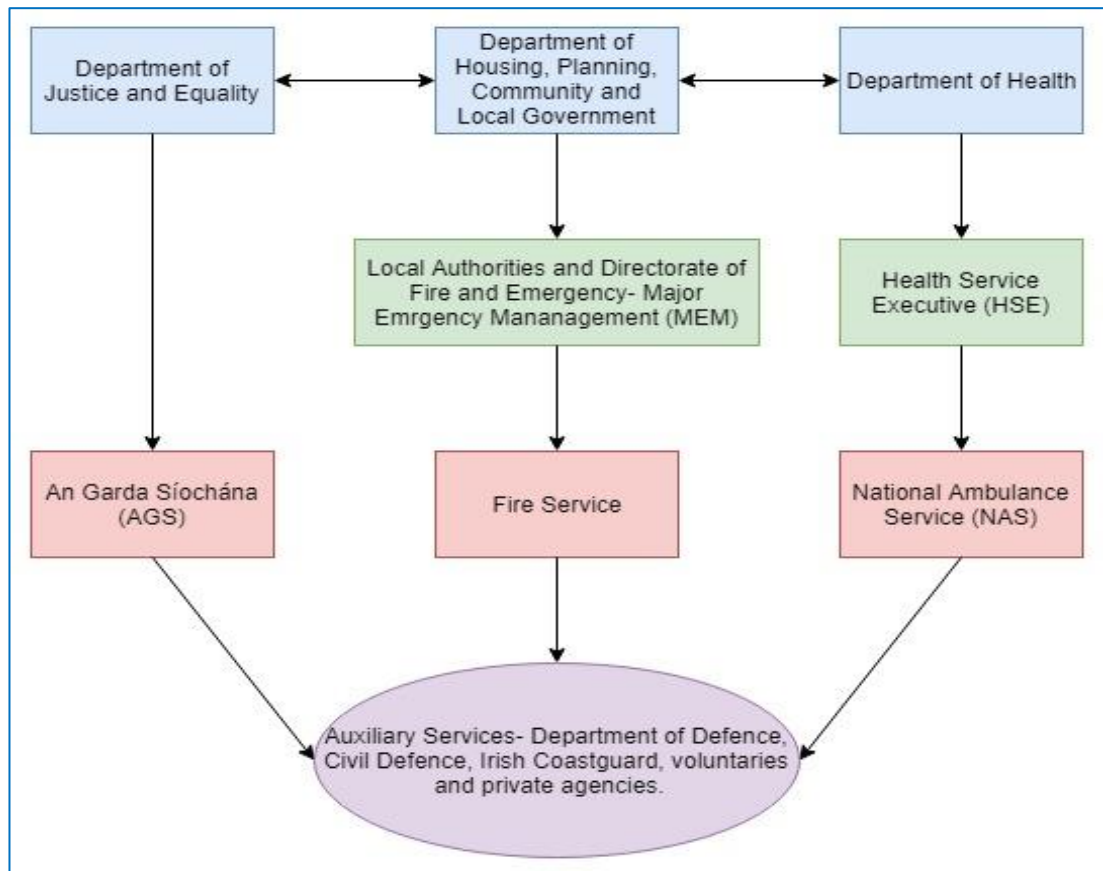 Department of
Justice and Equality
Department of
Housing, Planning,
Community and
Local Government
Department of Health
Local Authorities and Directorate of
Fire and Emergency- Major
Emrgency Mananagement (MEM)
Health Service
Executive (HSE)
An Garda Síochána
(AGS)
Fire Service
National Ambulance
Service (NAS)
Auxiliary Services- Department of Defence,
Civil Defence, Irish Coastguard, voluntaries
and private agencies.